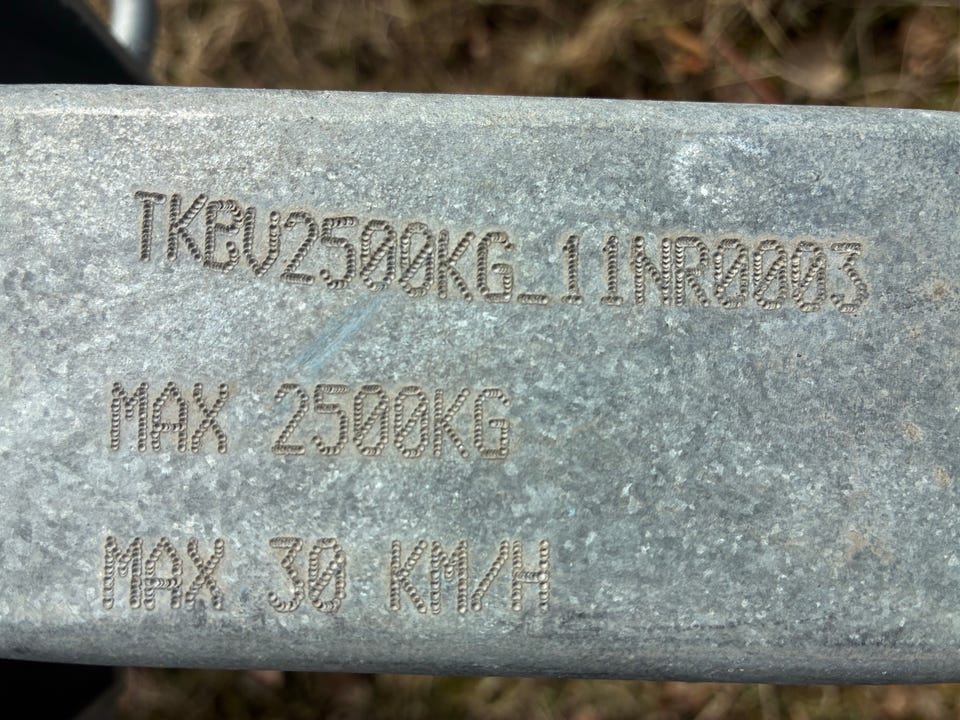 TKBV2500KG_11NR0003
MAX 2500KG
MAX 30 KM/H